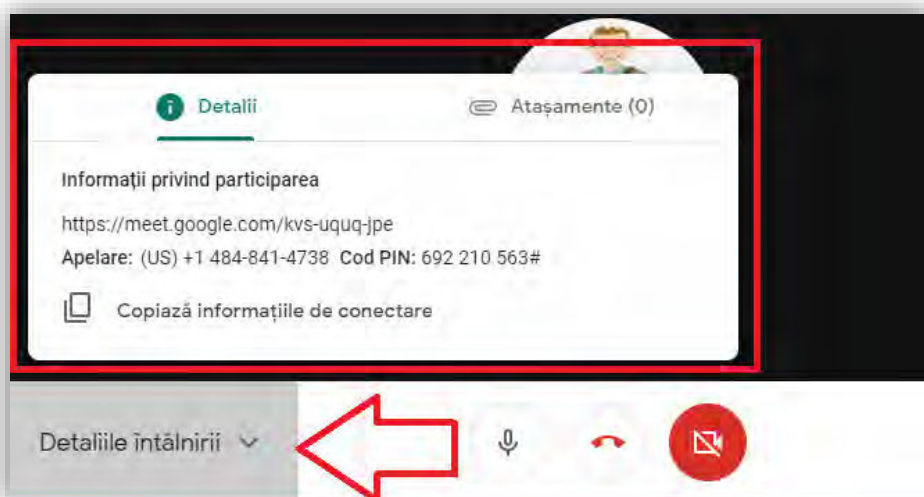 Detalii
Atașamente (0)
Informații privind participarea
https://meet.google.com/kvs-uquq-jpe
Apelare: (US) +1 484-841-4738 Cod PIN: 692 210 563#
Copiază informațiile de conectare
Detaliile întâlnirii